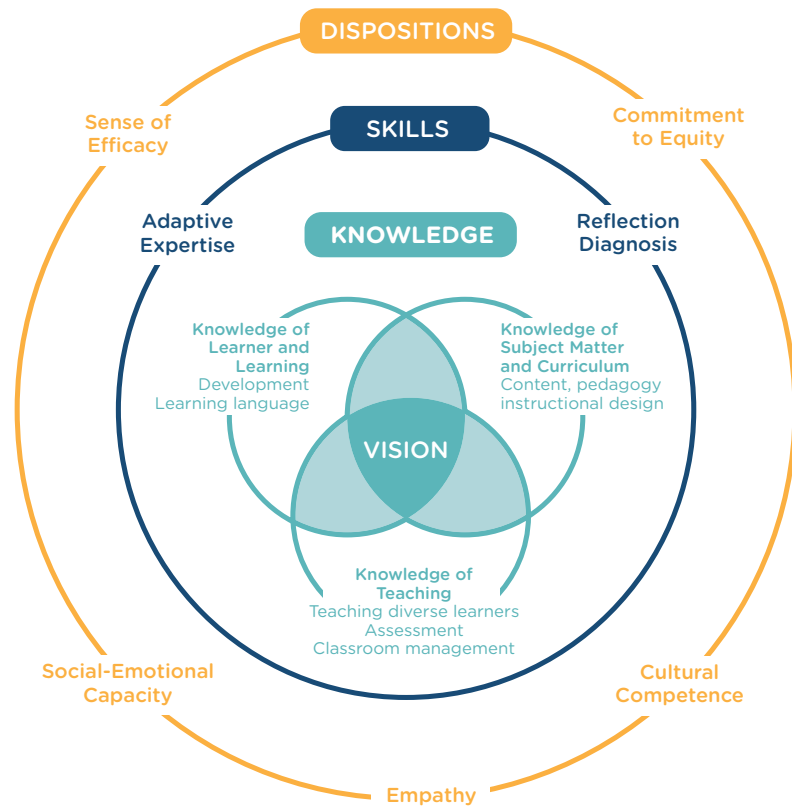 DISPOSITIONS
Sense of
Efficacy
Commitment
to Equity
SKILLS
Adaptive
Expertise
Reflection
Diagnosis
KNOWLEDGE
Knowledge of
Learner and
Learning
Development
Learning language
Knowledge of
Subject Matter
and Curriculum
Content, pedagogy
instructional design
VISION
Knowledge of
Teaching
Teaching diverse learners
Assessment
Classroom management
Social-Emotional
Capacity
Cultural
Competence
Empathy